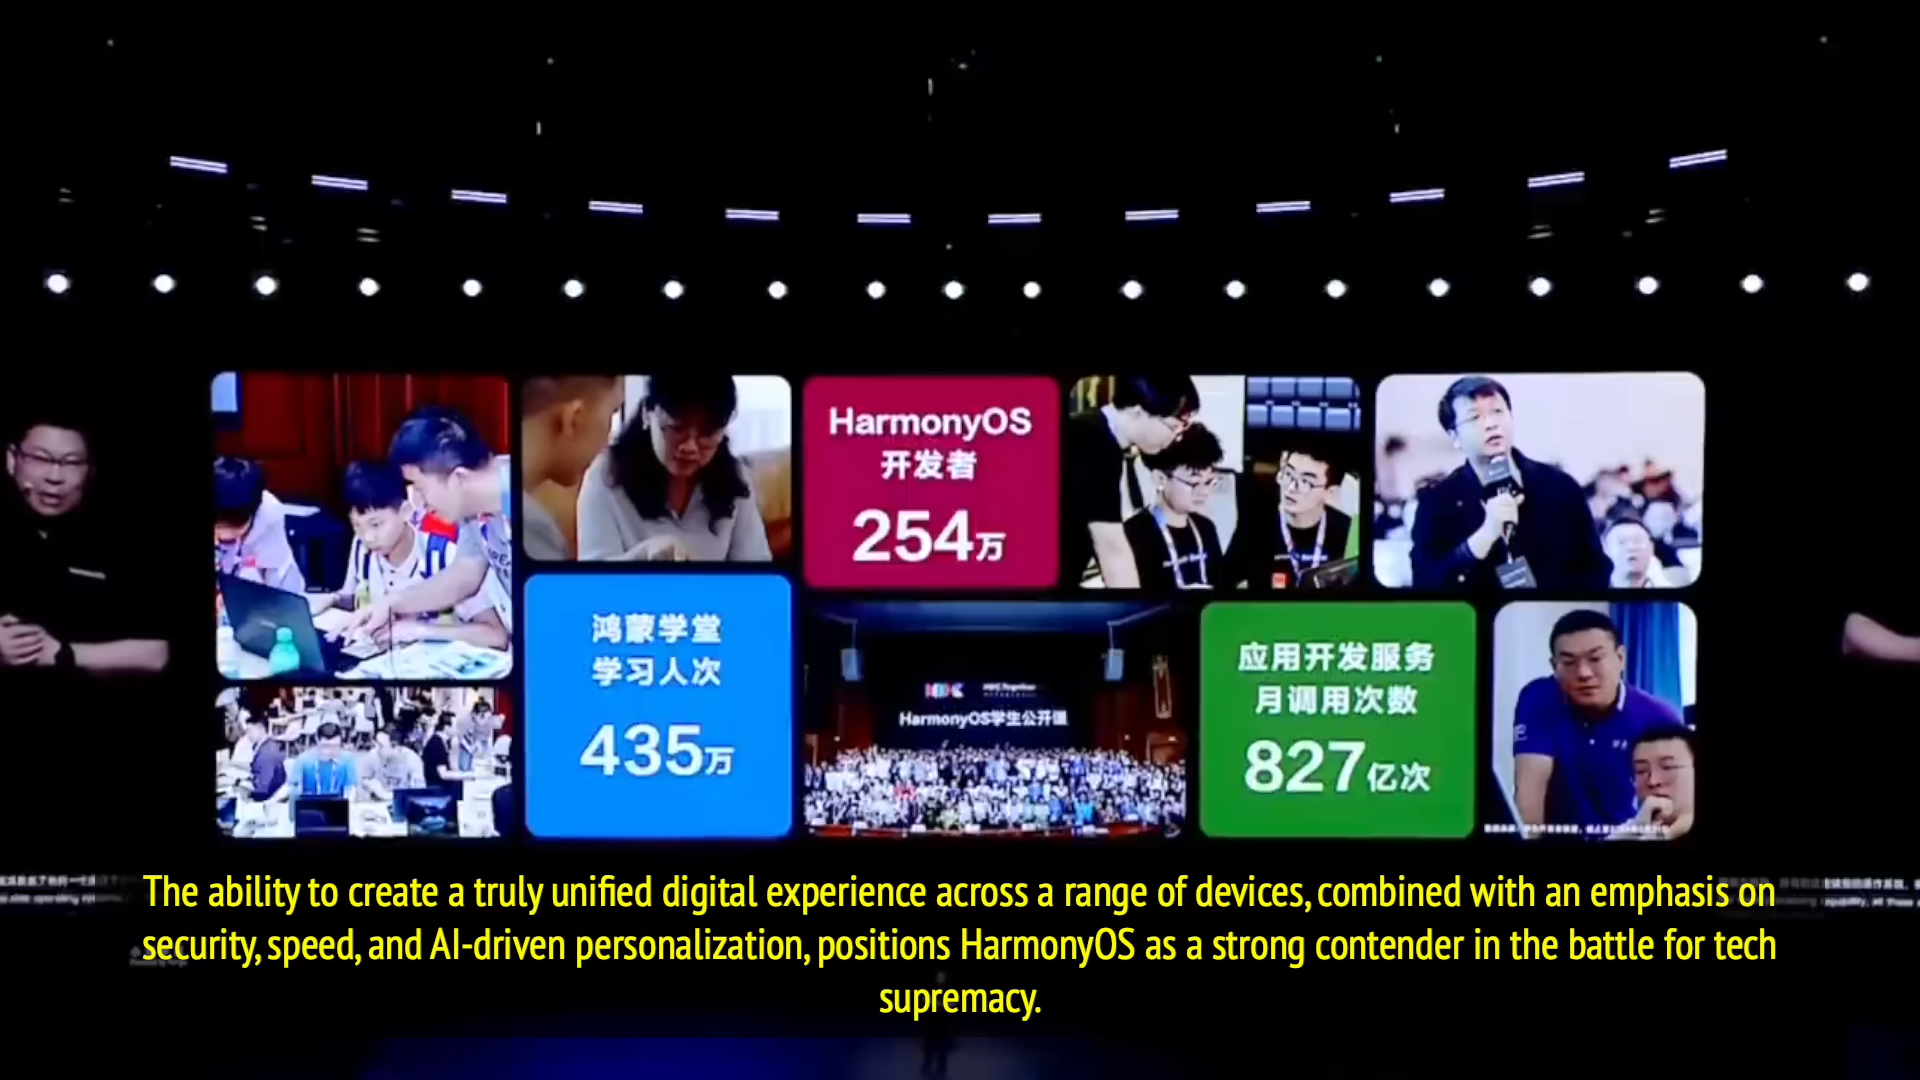 HarmonyOS
开发者
254万
鸿蒙学堂
学习人次
435万
HarmonyOS学生公开课
应用开发服务
月调用次数
827亿次
The ability to create a truly unified digital experience across a range of devices, combined with an emphasis on
security, speed, and AI-driven personalization, positions HarmonyOS as a strong contender in the battle for tech
supremacy.